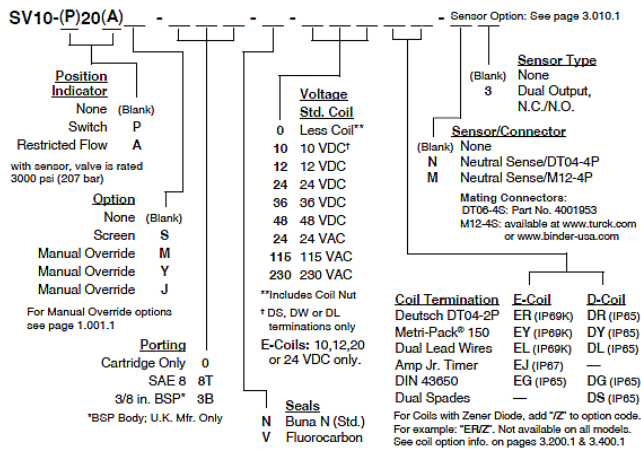 SV10-(P)20(A) __ - ____ - __ - ____ ____ - __ __ Sensor Option: See page 3.010.1
Position
Indicator
None (Blank)
Switch P
Restricted Flow A
with sensor, valve is rated
3000 psi (207 bar)
Option
None (Blank)
Screen S
Manual Override M
Manual Override Y
Manual Override J
For Manual Override options
see page 1.001.1
Porting
Cartridge Only 0
SAE 8 8T
3/8 in. BSP* 3B
*BSP Body; U.K. Mfr. Only
Seals
N Buna N (Std.)
V Fluorocarbon
Voltage
Std. Coil
0 Less Coil**
10 10 VDC†
12 12 VDC
24 24 VDC
36 36 VDC
48 48 VDC
24 24 VAC
115 115 VAC
230 230 VAC
**Includes Coil Nut
† DS, DW or DL
terminations only
E-Coils: 10,12,20
or 24 VDC only.
Sensor Type
(Blank) None
3 Dual Output,
N.C./N.O.
Sensor/Connector
(Blank) None
N Neutral Sense/DT04-4P
M Neutral Sense/M12-4P
Mating Connectors:
DT06-4S: Part No. 4001953
M12-4S: available at www.turck.com
or www.binder-usa.com
Coil Termination E-Coil D-Coil
Deutsch DT04-2P ER (IP69K) DR (IP65)
Metri-Pack® 150 EY (IP69K) DY (IP65)
Dual Lead Wires EL (IP69K) DL (IP65)
Amp Jr. Timer EJ (IP67) —
DIN 43650 EG (IP65) DG (IP65)
Dual Spades — DS (IP65)
For Coils with Zener Diode, add "/Z" to option code.
For example: "ER/Z". Not available on all models.
See coil option info. on pages 3.200.1 & 3.400.1